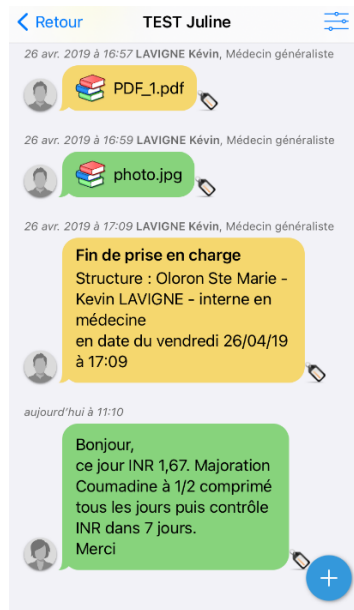 Retour TEST Juline
26 avr. 2019 à 16:57 LAVIGNE Kévin, Médecin généraliste
PDF_1.pdf
26 avr. 2019 à 16:59 LAVIGNE Kévin, Médecin généraliste
photo.jpg
26 avr. 2019 à 17:09 LAVIGNE Kévin, Médecin généraliste
Fin de prise en charge
Structure : Oloron Ste Marie -
Kevin LAVIGNE - interne en
médecine
en date du vendredi 26/04/19
à 17:09
aujourd'hui à 11:10
Bonjour,
ce jour INR 1,67. Majoration
Coumadine à 1/2 comprimé
tous les jours puis contrôle
INR dans 7 jours.
Merci